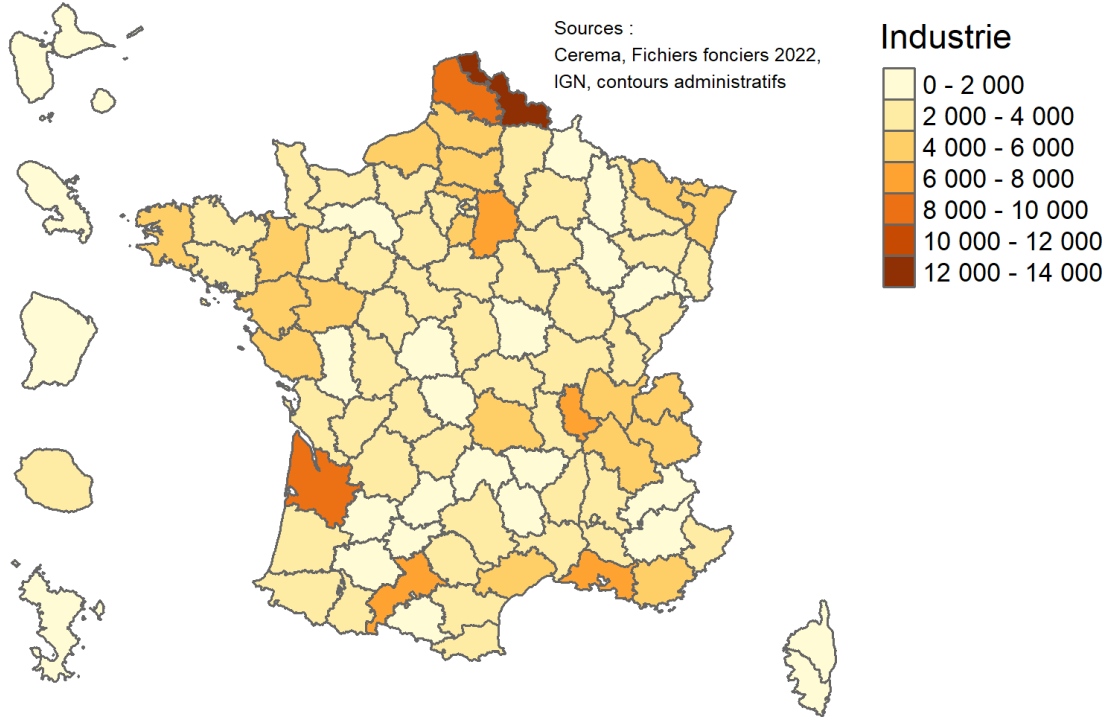 Sources :
Cerema, Fichiers fonciers 2022,
IGN, contours administratifs
Industrie
0 - 2 000
2 000 - 4 000
4 000 - 6 000
6 000 - 8 000
8 000 - 10 000
10 000 - 12 000
12 000 - 14 000